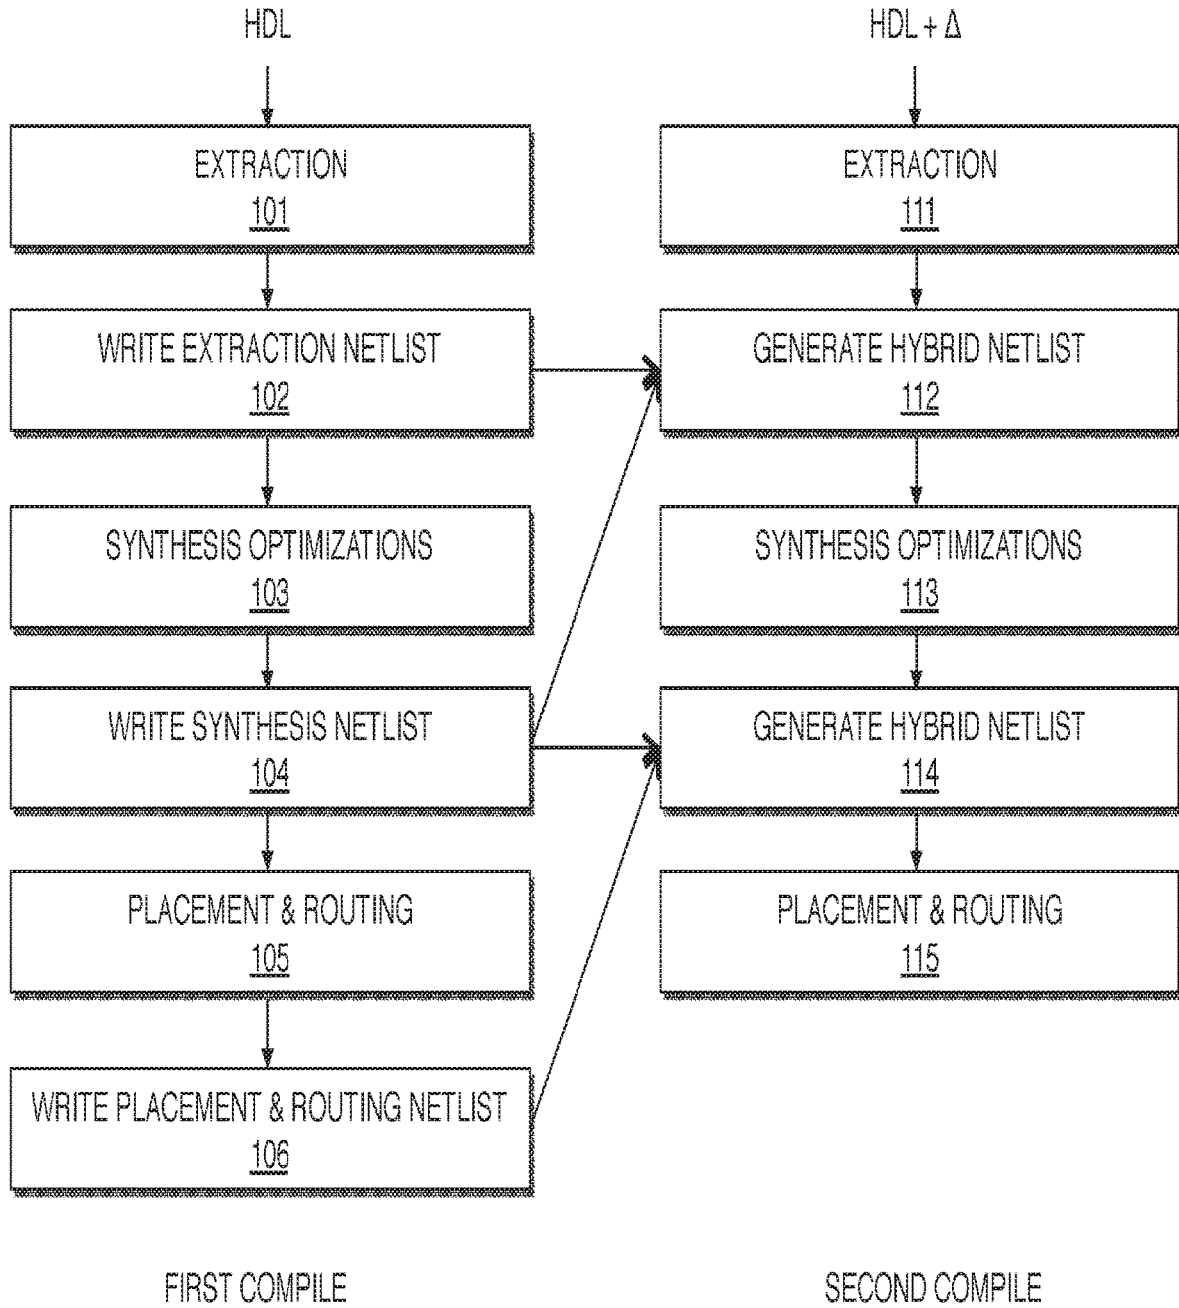 HDL
EXTRACTION
101
WRITE EXTRACTION NETLIST
102
SYNTHESIS OPTIMIZATIONS
103
WRITE SYNTHESIS NETLIST
104
PLACEMENT & ROUTING
105
WRITE PLACEMENT & ROUTING NETLIST
106
FIRST COMPILE
HDL + Δ
EXTRACTION
111
GENERATE HYBRID NETLIST
112
SYNTHESIS OPTIMIZATIONS
113
GENERATE HYBRID NETLIST
114
PLACEMENT & ROUTING
115
SECOND COMPILE